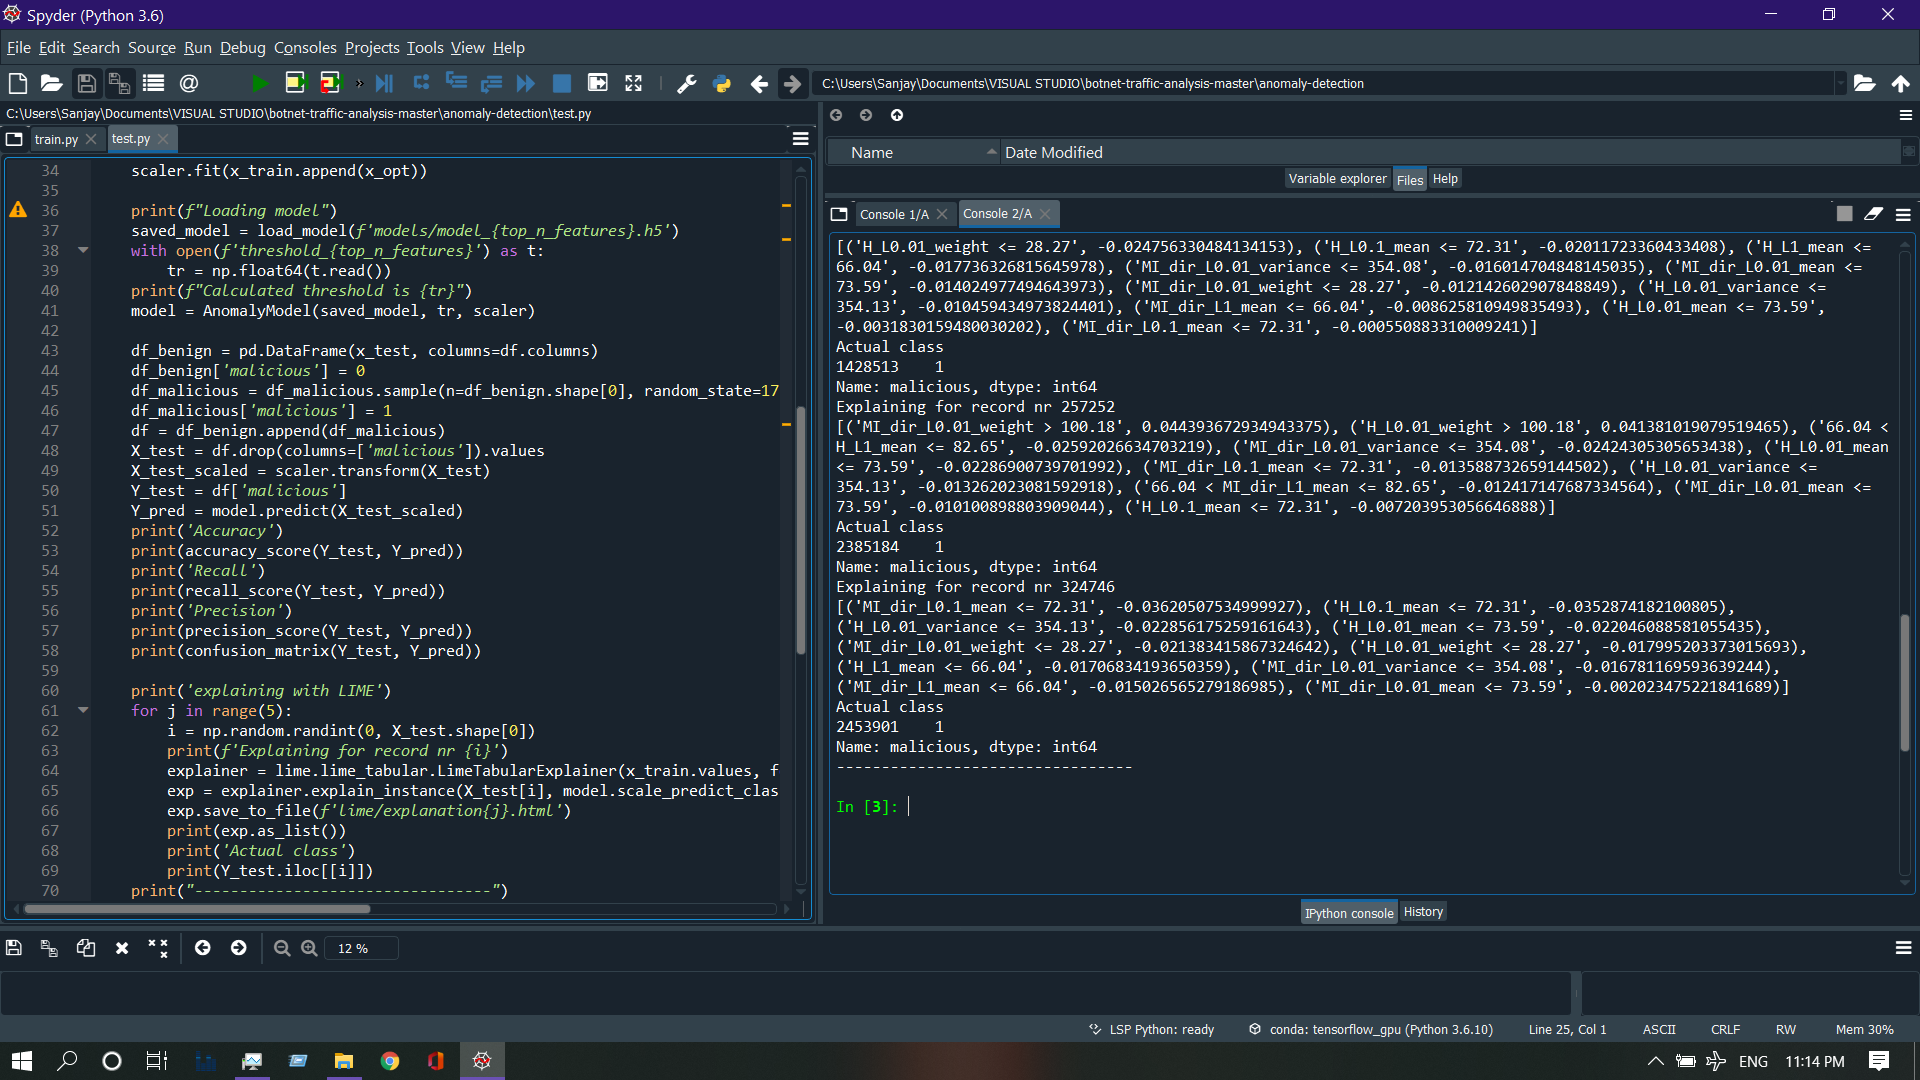 Spyder (Python 3.6)
File Edit Search Source Run Debug Consoles Projects Tools View Help
C:\Users\Sanjay\Documents\VISUAL STUDIO\botnet-traffic-analysis-master\anomaly-detection
C:\Users\Sanjay\Documents\VISUAL STUDIO\botnet-traffic-analysis-master\anomaly-detection\test.py
train.py test.py
34 scaler.fit(x_train.append(x_opt))
35
36 print(f"Loading model")
37 saved_model = load_model(f'models/model_{top_n_features}.h5')
38 with open(f'threshold_{top_n_features}') as t:
39 tr = np.float64(t.read())
40 print(f"Calculated threshold is {tr}")
41 model = AnomalyModel(saved_model, tr, scaler)
42
43 df_benign = pd.DataFrame(x_test, columns=df.columns)
44 df_benign['malicious'] = 0
45 df_malicious = df_malicious.sample(n=df_benign.shape[0], random_state=17
46 df_malicious['malicious'] = 1
47 df = df_benign.append(df_malicious)
48 X_test = df.drop(columns=['malicious']).values
49 X_test_scaled = scaler.transform(X_test)
50 Y_test = df['malicious']
51 Y_pred = model.predict(X_test_scaled)
52 print('Accuracy')
53 print(accuracy_score(Y_test, Y_pred))
54 print('Recall')
55 print(recall_score(Y_test, Y_pred))
56 print('Precision')
57 print(precision_score(Y_test, Y_pred))
58 print(confusion_matrix(Y_test, Y_pred))
59
60 print('explaining with LIME')
61 for j in range(5):
62 i = np.random.randint(0, X_test.shape[0])
63 print(f'Explaining for record nr {i}')
64 explainer = lime.lime_tabular.LimeTabularExplainer(x_train.values, f
65 exp = explainer.explain_instance(X_test[i], model.scale_predict_clas
66 exp.save_to_file(f'lime/explanation{j}.html')
67 print(exp.as_list())
68 print('Actual class')
69 print(Y_test.iloc[[i]])
70 print("---------------------------------")
Name Date Modified
Variable explorer Files Help
Console 1/A Console 2/A
[('H_L0.01_weight <= 28.27', -0.024756330484134153), ('H_L0.1_mean <= 72.31', -0.02011723360433408), ('H_L1_mean <=
66.04', -0.017736326815645978), ('MI_dir_L0.01_variance <= 354.08', -0.016014704848145035), ('MI_dir_L0.01_mean <=
73.59', -0.014024977494643973), ('MI_dir_L0.01_weight <= 28.27', -0.012142602907848849), ('H_L0.01_variance <=
354.13', -0.010459434973824401), ('MI_dir_L1_mean <= 66.04', -0.008625810949835493), ('H_L0.01_mean <= 73.59',
-0.0031830159480030202), ('MI_dir_L0.1_mean <= 72.31', -0.000550883310009241)]
Actual class
1428513 1
Name: malicious, dtype: int64
Explaining for record nr 257252
[('MI_dir_L0.01_weight > 100.18', 0.044393672934943375), ('H_L0.01_weight > 100.18', 0.041381019079519465), ('66.04 <
H_L1_mean <= 82.65', -0.02592026634703219), ('MI_dir_L0.01_variance <= 354.08', -0.02424305305653438), ('H_L0.01_mean
<= 73.59', -0.02286900739701992), ('MI_dir_L0.1_mean <= 72.31', -0.013588732659144502), ('H_L0.01_variance <=
354.13', -0.013262023081592918), ('66.04 < MI_dir_L1_mean <= 82.65', -0.012417147687334564), ('MI_dir_L0.01_mean <=
73.59', -0.010100898803909044), ('H_L0.1_mean <= 72.31', -0.007203953056646888)]
Actual class
2385184 1
Name: malicious, dtype: int64
Explaining for record nr 324746
[('MI_dir_L0.1_mean <= 72.31', -0.03620507534999927), ('H_L0.1_mean <= 72.31', -0.0352874182100805),
('H_L0.01_variance <= 354.13', -0.022856175259161643), ('H_L0.01_mean <= 73.59', -0.022046088581055435),
('MI_dir_L0.01_weight <= 28.27', -0.021383415867324642), ('H_L0.01_weight <= 28.27', -0.017995203373015693),
('H_L1_mean <= 66.04', -0.01706834193650359), ('MI_dir_L0.01_variance <= 354.08', -0.016781169593639244),
('MI_dir_L1_mean <= 66.04', -0.015026565279186985), ('MI_dir_L0.01_mean <= 73.59', -0.002023475221841689)]
Actual class
2453901 1
Name: malicious, dtype: int64
---------------------------------
In [3]:
IPython console History
12 %
LSP Python: ready conda: tensorflow_gpu (Python 3.6.10) Line 25, Col 1 ASCII CRLF RW Mem 30%
ENG 11:14 PM